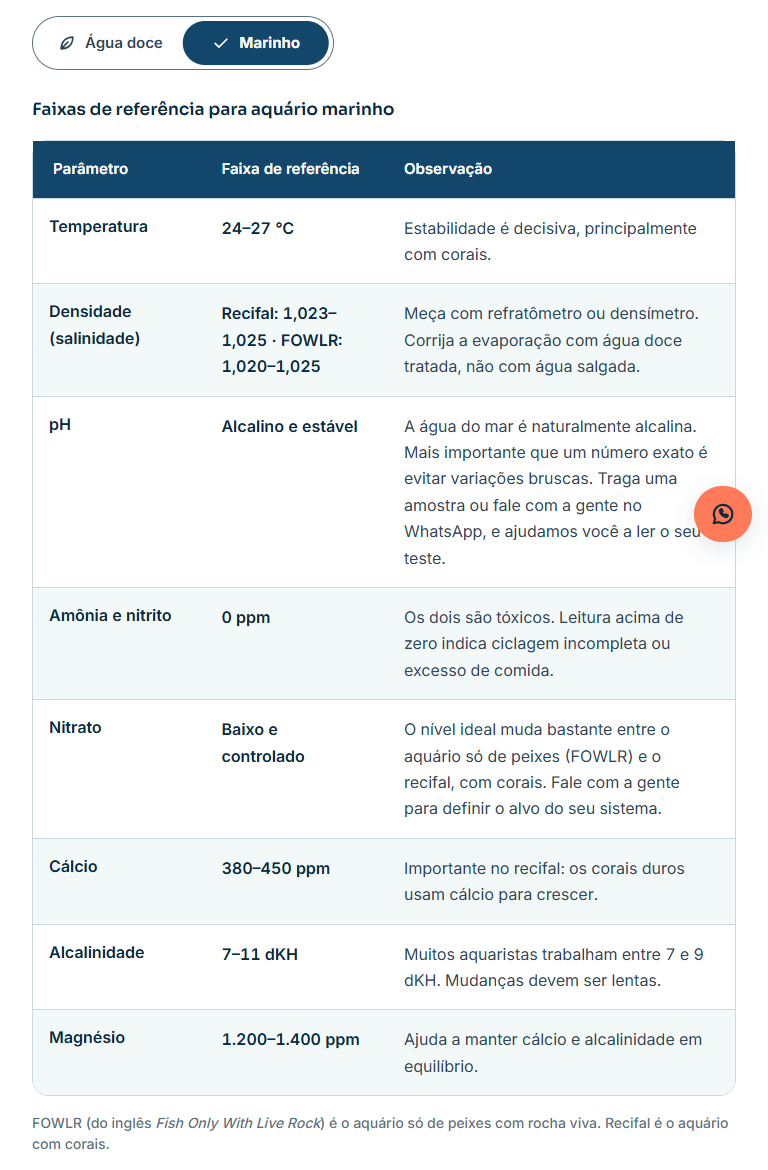 Água doce
Marinho
Faixas de referência para aquário marinho
Parâmetro
Faixa de referência
Observação
Temperatura
24–27 °C
Estabilidade é decisiva, principalmente
com corais.
Densidade
(salinidade)
Recifal: 1,023–
1,025 · FOWLR:
1,020–1,025
Meça com refratômetro ou densímetro.
Corrija a evaporação com água doce
tratada, não com água salgada.
pH
Alcalino e estável
A água do mar é naturalmente alcalina.
Mais importante que um número exato é
evitar variações bruscas. Traga uma
amostra ou fale com a gente no
WhatsApp, e ajudamos você a ler o seu
teste.
Amônia e nitrito
0 ppm
Os dois são tóxicos. Leitura acima de
zero indica ciclagem incompleta ou
excesso de comida.
Nitrato
Baixo e
controlado
O nível ideal muda bastante entre o
aquário só de peixes (FOWLR) e o
recifal, com corais. Fale com a gente
para definir o alvo do seu sistema.
Cálcio
380–450 ppm
Importante no recifal: os corais duros
usam cálcio para crescer.
Alcalinidade
7–11 dKH
Muitos aquaristas trabalham entre 7 e 9
dKH. Mudanças devem ser lentas.
Magnésio
1.200–1.400 ppm
Ajuda a manter cálcio e alcalinidade em
equilíbrio.
FOWLR (do inglês Fish Only With Live Rock) é o aquário só de peixes com rocha viva. Recifal é o aquário
com corais.